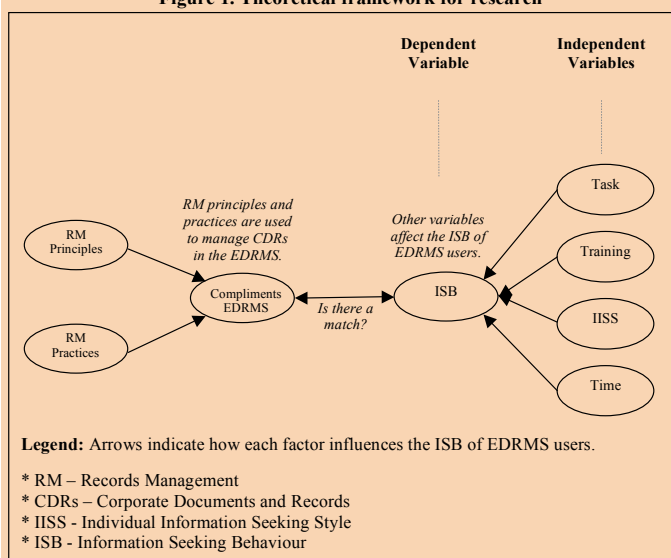 Figure 1. Theoretical framework for research
Dependent
Variable
Independent
Variables
RM principles and
practices are used
to manage CDRs
in the EDRMS.
Other variables
affect the ISB of
EDRMS users.
RM
Principles
RM
Practices
Compliments
EDRMS
Is there a
match?
ISB
Task
Training
IISS
Time
Legend: Arrows indicate how each factor influences the ISB of EDRMS users.
* RM – Records Management
* CDRs – Corporate Documents and Records
* IISS - Individual Information Seeking Style
* ISB - Information Seeking Behaviour